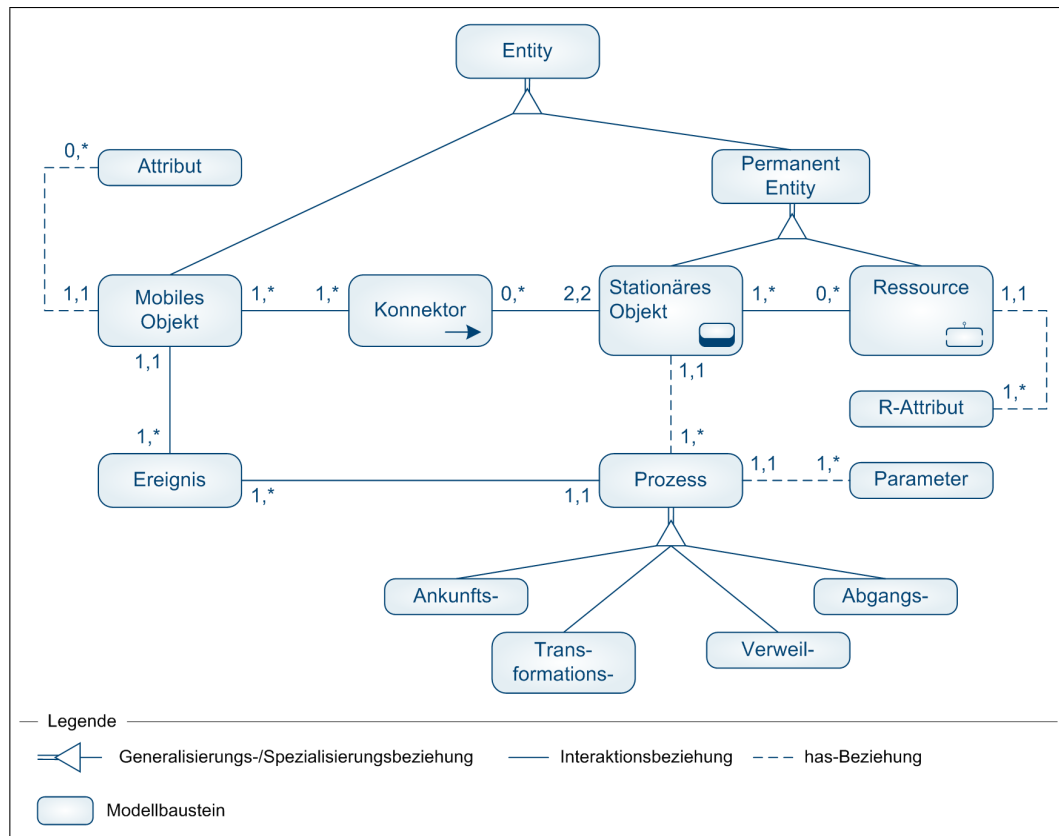 Entity
0,*
Attribut
Permanent
Entity
1,1
Mobiles
Objekt
1,*
1,*
Konnektor
0,*
2,2
Stationäres
Objekt
1,*
0,*
Ressource
1,1
1,1
1,1
1,*
R-Attribut
1,*
1,*
Ereignis
1,*
1,1
Prozess
1,1
1,*
Parameter
Ankunfts-
Abgangs-
Trans-
formations-
Verweil-
Legende
Generalisierungs-/Spezialisierungsbeziehung
Interaktionsbeziehung
has-Beziehung
Modellbaustein